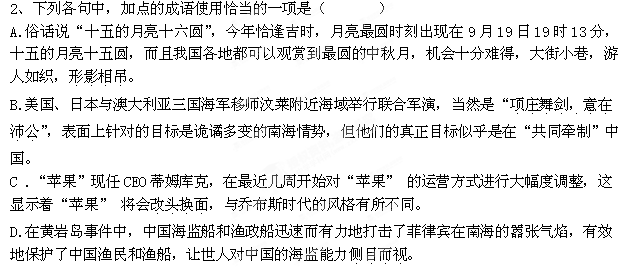 2、下列各句中，加点的成语使用恰当的一项是（　　）
A.俗话说“十五的月亮十六圆”，今年恰逢吉时，月亮最圆时刻出现在9月19日19时13分，
十五的月亮十五圆，而且我国各地都可以观赏到最圆的中秋月，机会十分难得，大街小巷，游
人如织，形影相吊。
B.美国、日本与澳大利亚三国海军移师汶莱附近海域举行联合军演，当然是“项庄舞剑，意在
沛公”，表面上针对的目标是诡谲多变的南海情势，但他们的真正目标似乎是在“共同牵制”中
国。
C．“苹果”现任CEO蒂姆库克，在最近几周开始对“苹果” 的运营方式进行大幅度调整，这
显示着“苹果” 将会改头换面，与乔布斯时代的风格有所不同。
D.在黄岩岛事件中，中国海监船和渔政船迅速而有力地打击了菲律宾在南海的嚣张气焰，有效
地保护了中国渔民和渔船，让世人对中国的海监能力侧目而视。